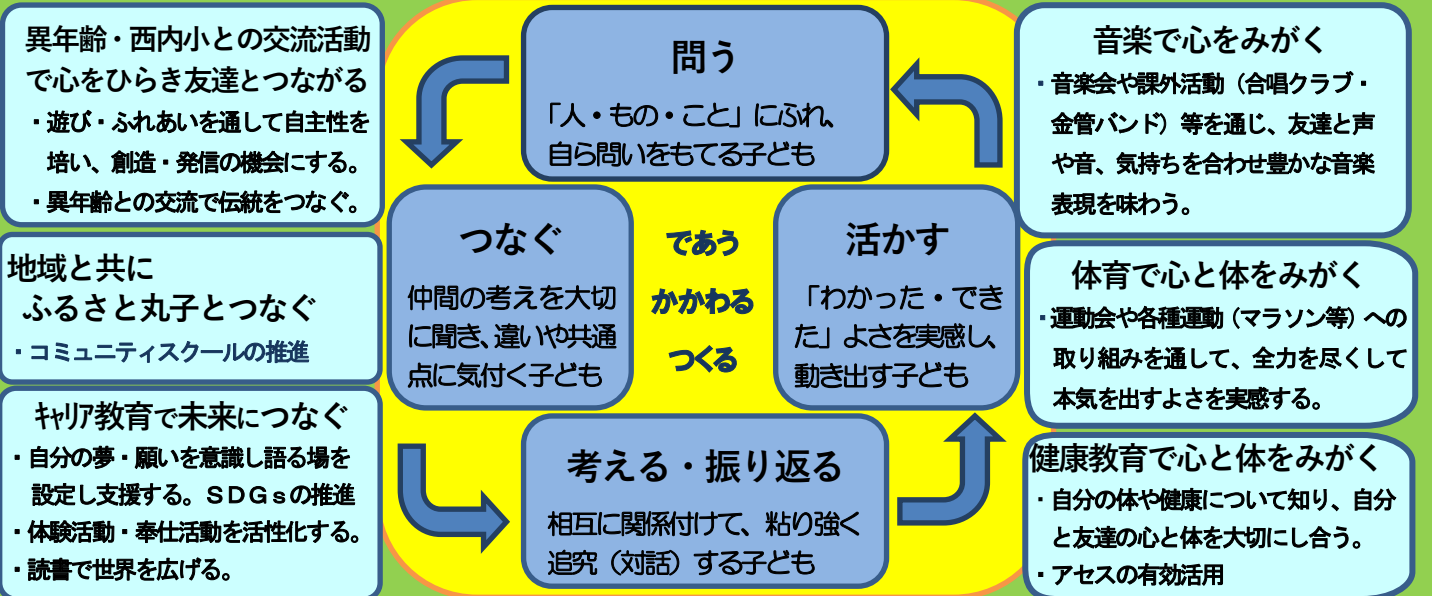 異年齢・西内小との交流活動
で心をひらき友達とつながる
・遊び・ふれあいを通して自主性を
培い、創造・発信の機会にする。
・異年齢との交流で伝統をつなぐ。
地域と共に
ふるさと丸子とつなぐ
・コミュニティスクールの推進
キャリア教育で未来につなぐ
・自分の夢・願いを意識し語る場を
設定し支援する。ＳＤＧｓの推進
・体験活動・奉仕活動を活性化する。
・読書で世界を広げる。
問う
「人・もの・こと」にふれ、
自ら問いをもてる子ども
つなぐ
仲間の考えを大切
に聞き、違いや共通
点に気付く子ども
であう
かかわる
つくる
活かす
「わかった・でき
た」よさを実感し、
動き出す子ども
考える・振り返る
相互に関係付けて、粘り強く
追究（対話）する子ども
音楽で心をみがく
・音楽会や課外活動（合唱クラブ・
金管バンド）等を通じ、友達と声
や音、気持ちを合わせ豊かな音楽
表現を味わう。
体育で心と体をみがく
・運動会や各種運動（マラソン等）への
取り組みを通して、全力を尽くして
本気を出すよさを実感する。
健康教育で心と体をみがく
・自分の体や健康について知り、自分
と友達の心と体を大切にし合う。
・アセスの有効活用